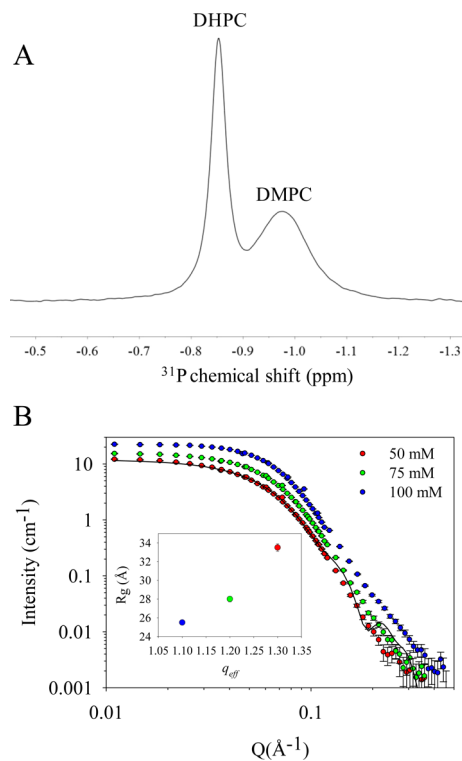 DHPC
A
DMPC
-0.5 -0.6 -0.7 -0.8 -0.9 -1.0 -1.1 -1.2 -1.3
³¹P chemical shift (ppm)
B
10
1
0.1
0.01
0.001
Intensity (cm⁻¹)
50 mM
75 mM
100 mM
34
32
30
28
26
24
Rg (Å)
1.05 1.10 1.15 1.20 1.25 1.30 1.35
q_eff
0.01 0.1
Q(Å⁻¹)